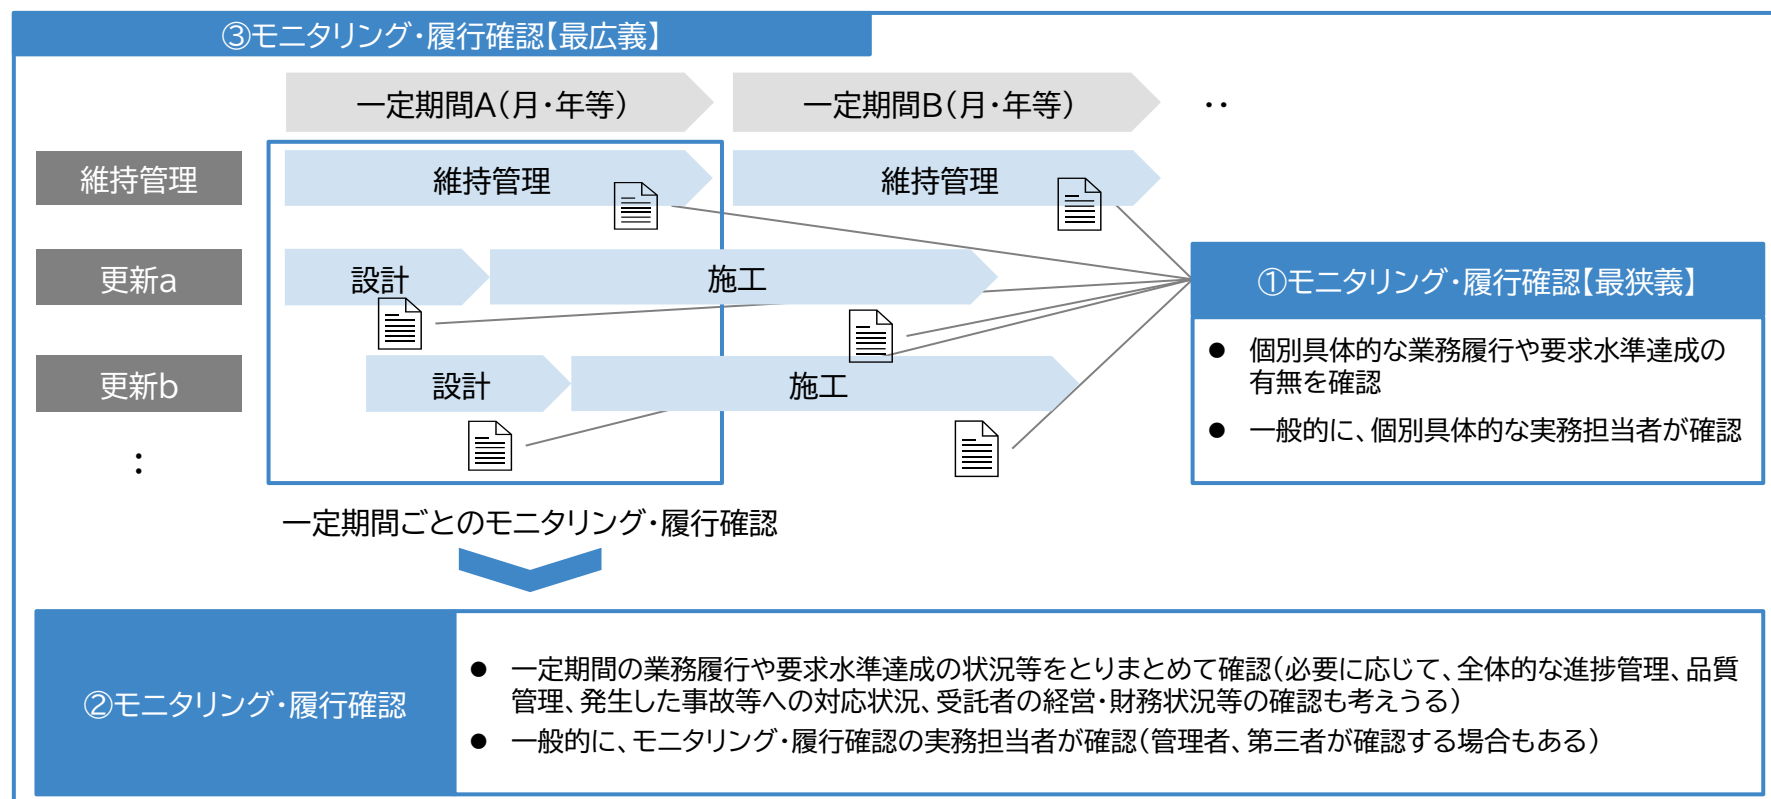 ③モニタリング・履行確認【最広義】
一定期間A（月・年等）
一定期間B（月・年等）
‥
維持管理
維持管理
維持管理
更新a
設計
施工
更新b
設計
施工
：
①モニタリング・履行確認【最狭義】
● 個別具体的な業務履行や要求水準達成の
有無を確認
● 一般的に、個別具体的な実務担当者が確認
一定期間ごとのモニタリング・履行確認
②モニタリング・履行確認
● 一定期間の業務履行や要求水準達成の状況等をとりまとめて確認（必要に応じて、全体的な進捗管理、品質
管理、発生した事故等への対応状況、受託者の経営・財務状況等の確認も考えうる）
● 一般的に、モニタリング・履行確認の実務担当者が確認（管理者、第三者が確認する場合もある）